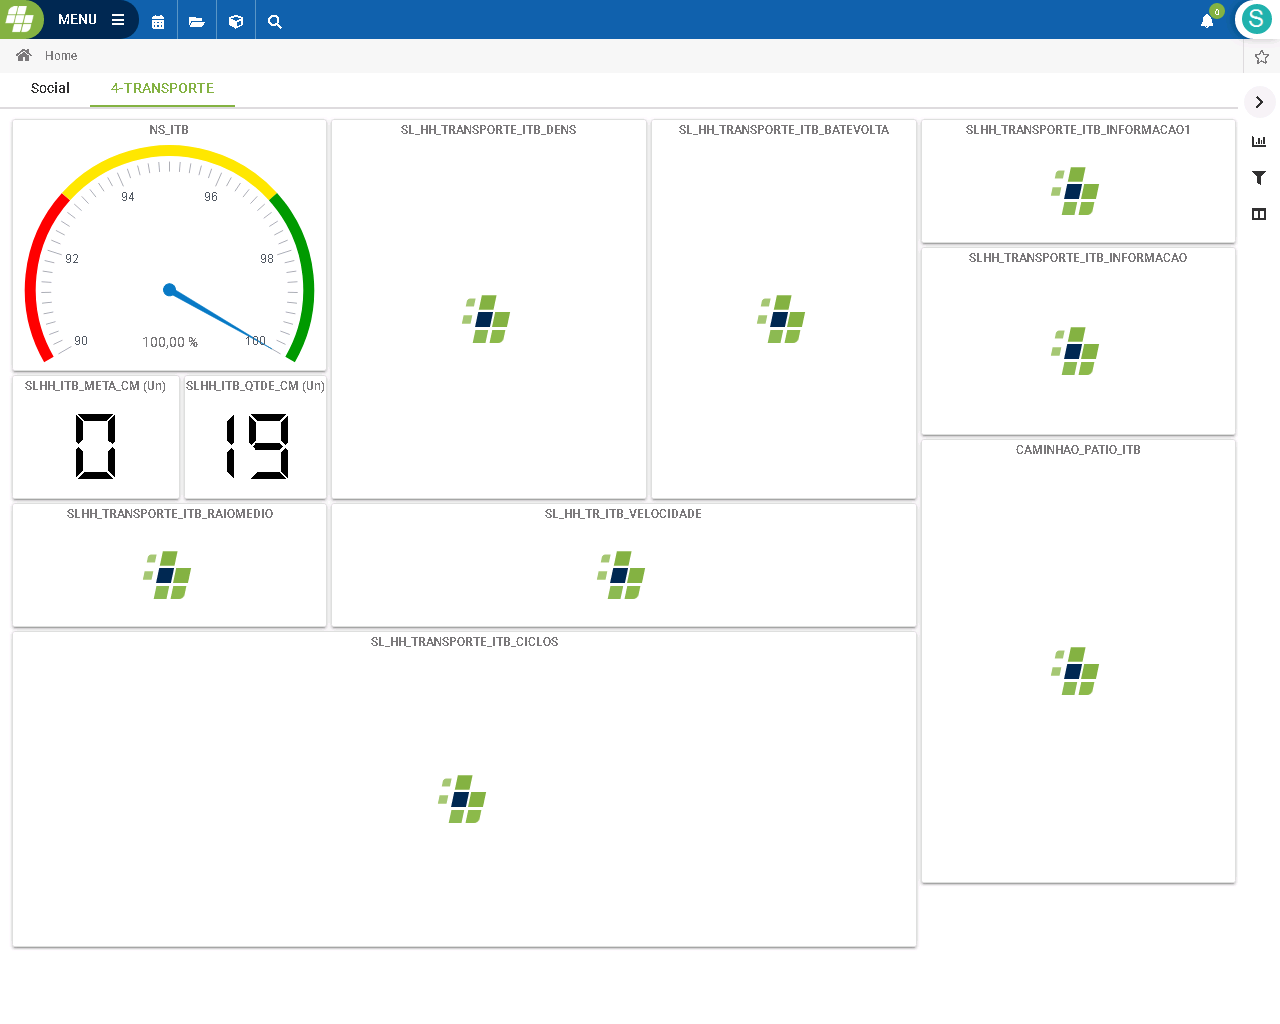 MENU
0
S
Home
Social
4-TRANSPORTE
NS_ITB
90
92
94
96
98
100
100,00 %
SL_HH_TRANSPORTE_ITB_DENS
SL_HH_TRANSPORTE_ITB_BATEVOLTA
SLHH_TRANSPORTE_ITB_INFORMACAO1
SLHH_TRANSPORTE_ITB_INFORMACAO
SLHH_ITB_META_CM (Un)
0
SLHH_ITB_QTDE_CM (Un)
19
CAMINHAO_PATIO_ITB
SLHH_TRANSPORTE_ITB_RAIOMEDIO
SL_HH_TR_ITB_VELOCIDADE
SL_HH_TRANSPORTE_ITB_CICLOS